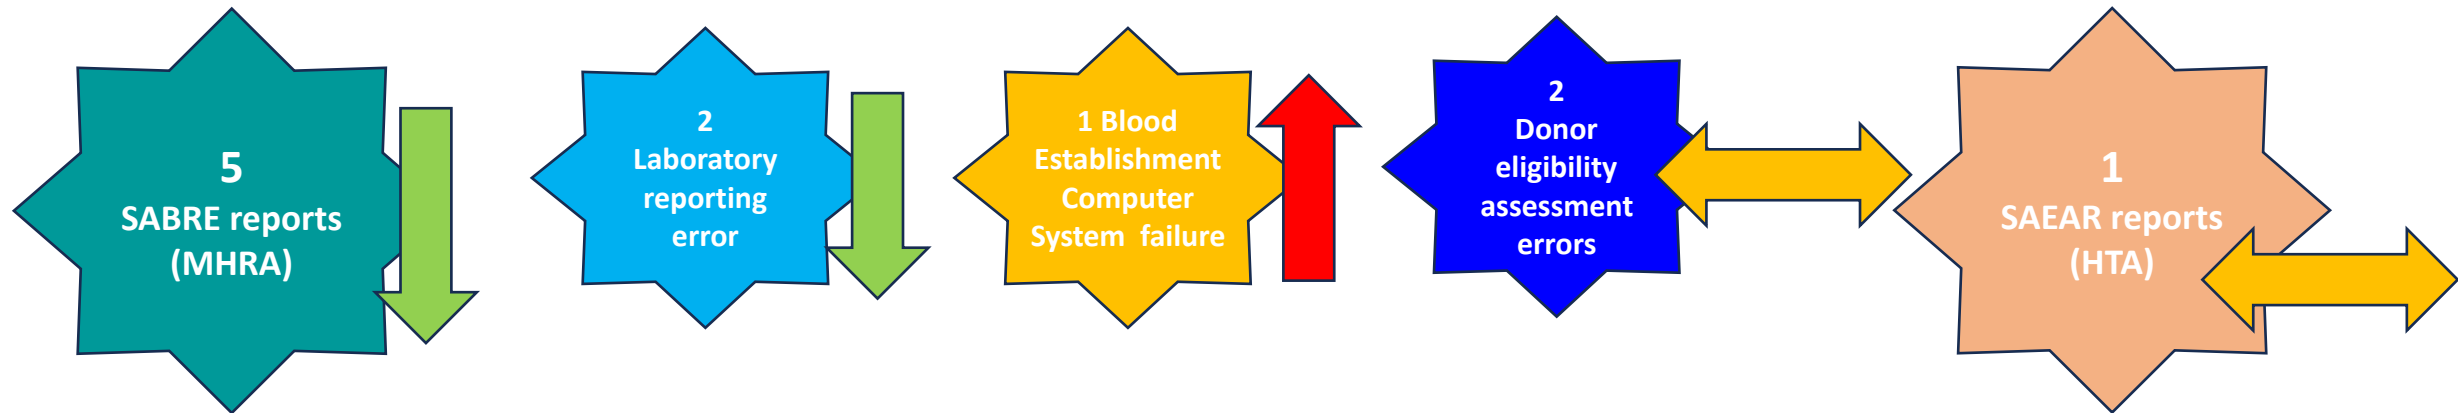 5
SABRE reports
(MHRA)
2
Laboratory
reporting
error
1 Blood
Establishment
Computer
System  failure
2
Donor
eligibility
assessment
errors
1
SAEAR reports
(HTA)